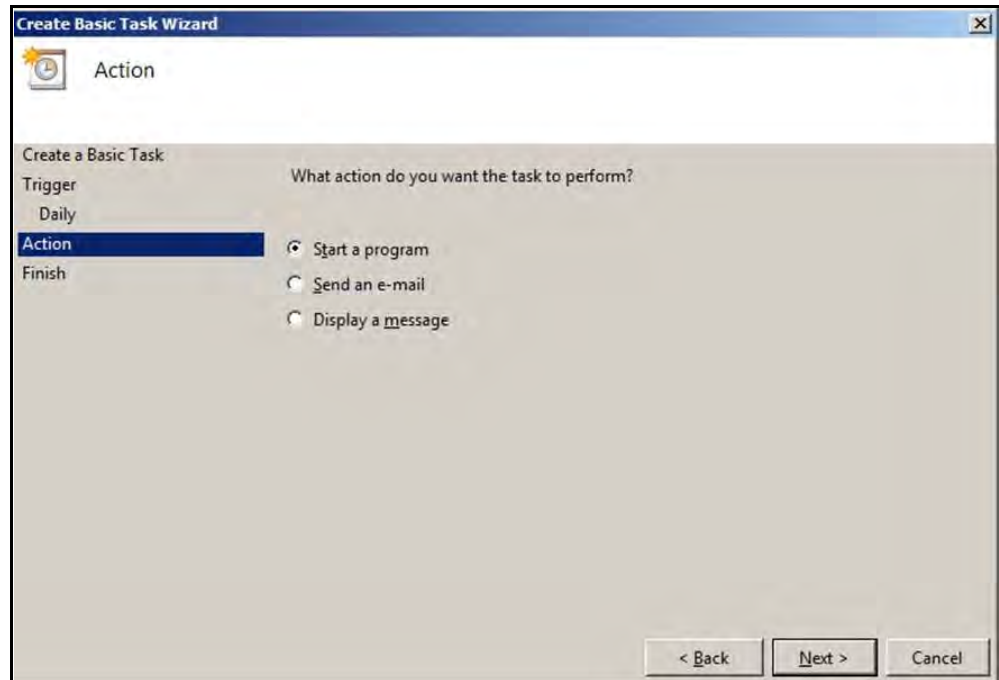 Create Basic Task Wizard
Action
Create a Basic Task
Trigger
Daily
Action
Finish
What action do you want the task to perform?
Start a program
Send an e-mail
Display a message
< Back
Next >
Cancel